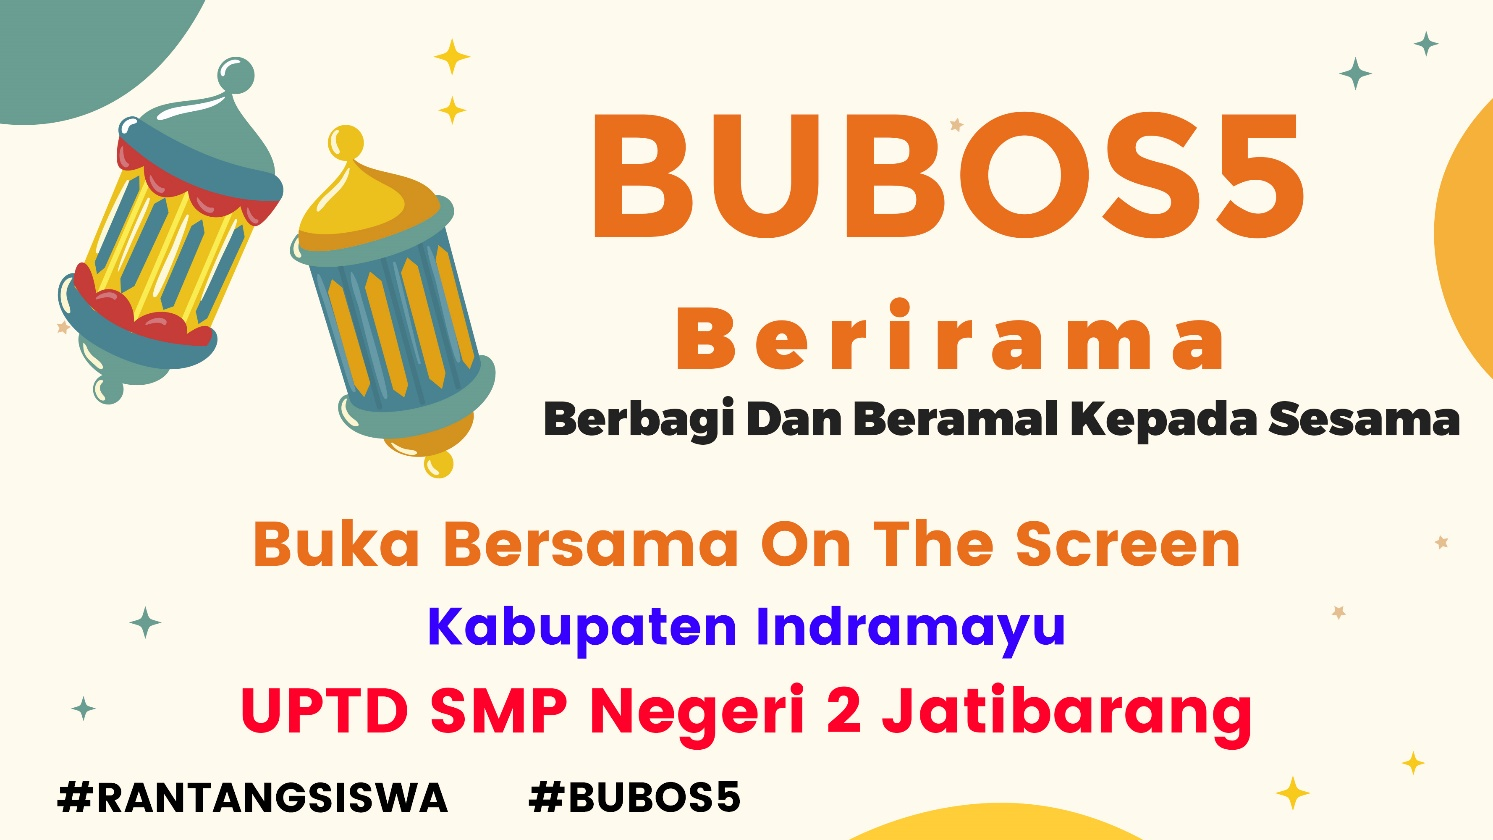 BUBOS5
Berirama
Berbagi Dan Beramal Kepada Sesama
Buka Bersama On The Screen
Kabupaten Indramayu
UPTD SMP Negeri 2 Jatibarang
#RANTANGSISWA #BUBOS5